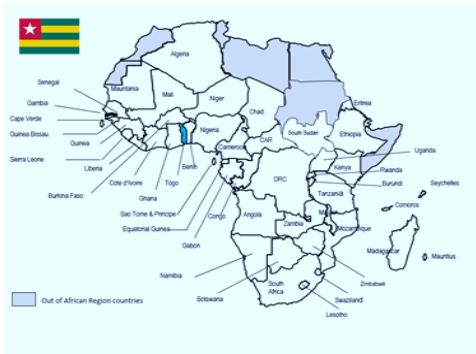 Algeria
Senegal
Mauritania
Mali
Niger
Gambia
Chad
Eritrea
Cape Verde
Guinea Bissau
Guinea
Nigeria
South Sudan
Ethiopia
Sierra Leone
Liberia
Cameroon
CAR
Uganda
Benin
Kenya
Rwanda
Burkina Faso
Cote d'Ivoire
Togo
DRC
Burundi
Ghana
Tanzania
Seychelles
Sao Tome & Principe
Congo
Angola
Comoros
Equatorial Guinea
Zambia
Mozambique
Gabon
Madagascar
Mauritius
Namibia
Zimbabwe
South
Africa
Botswana
Swaziland
Lesotho
Out of African Region countries